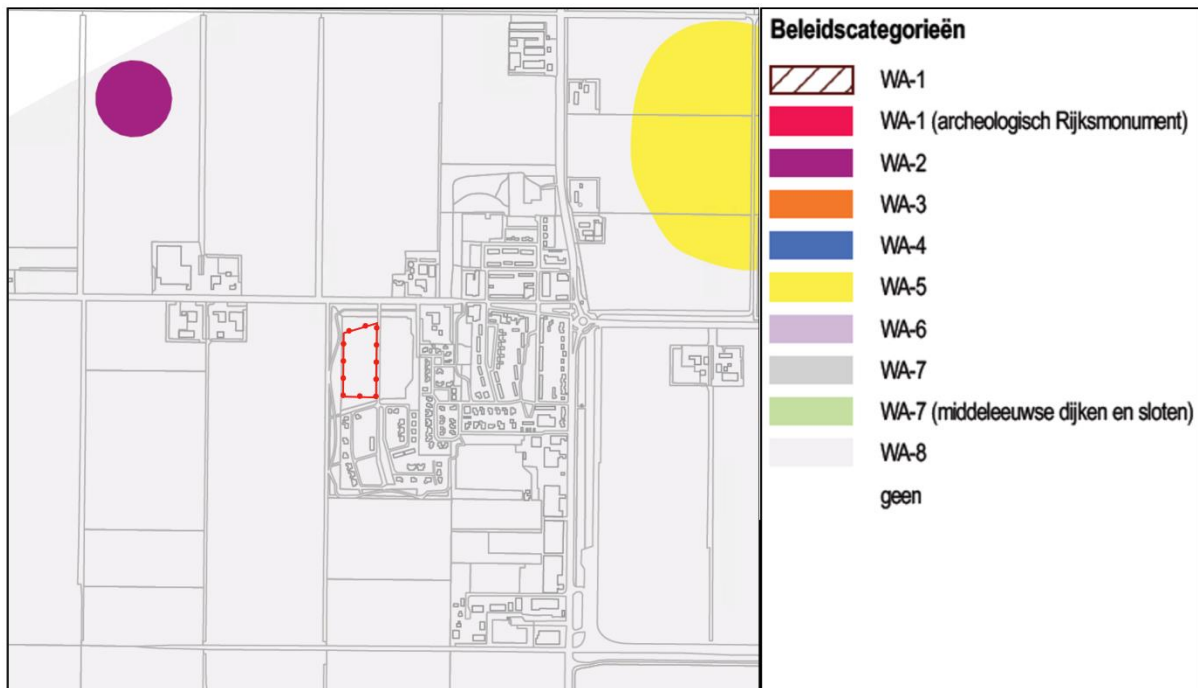 Beleidscategorieën
WA-1
WA-1 (archeologisch Rijksmonument)
WA-2
WA-3
WA-4
WA-5
WA-6
WA-7
WA-7 (middeleeuwse dijken en sloten)
WA-8
geen